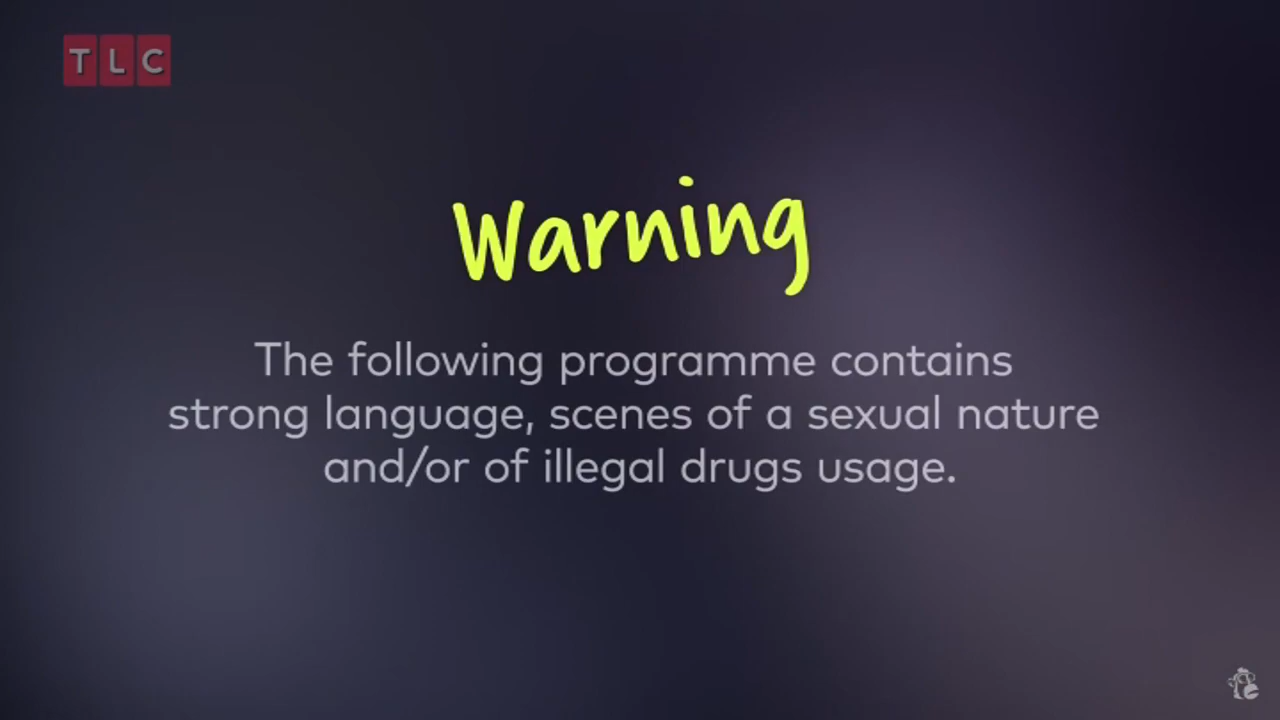 TLC
Warning
The following programme contains
strong language, scenes of a sexual nature
and/or of illegal drugs usage.